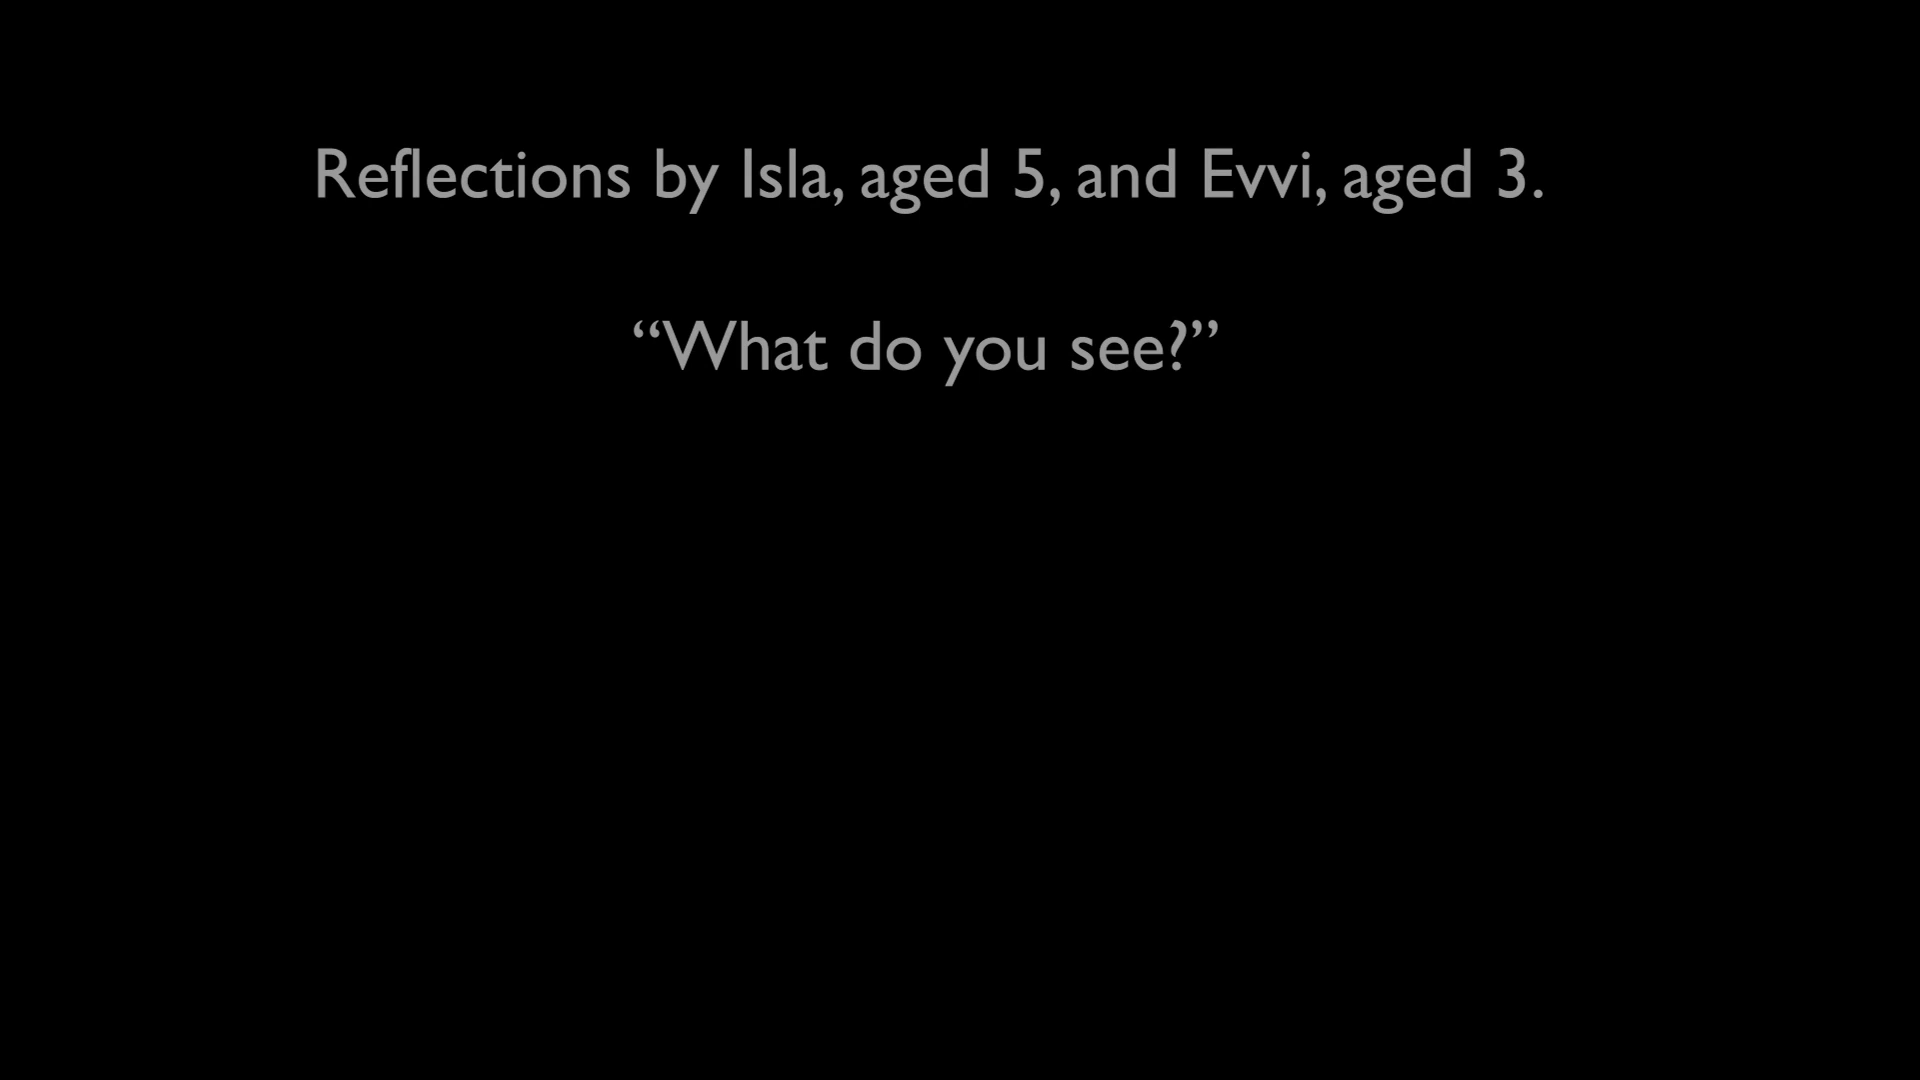 Reflections by Isla, aged 5, and Evvi, aged 3.
“What do you see?”